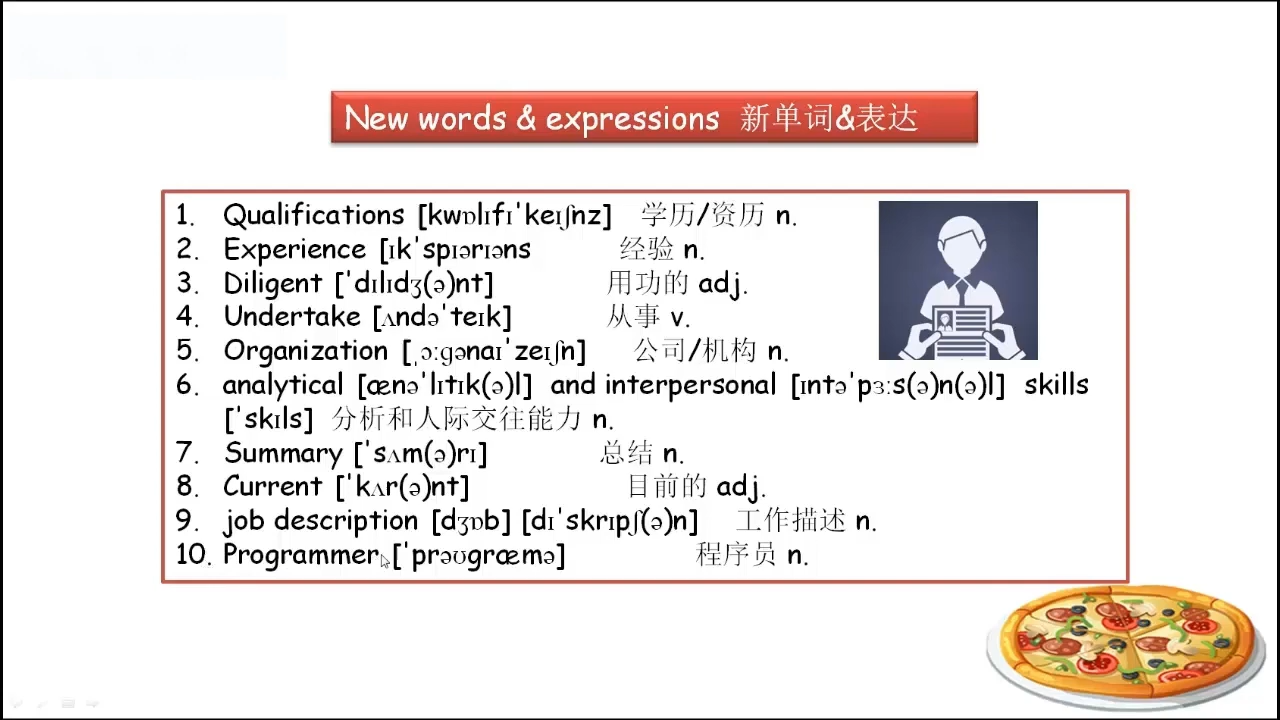 New words & expressions 新单词&表达
1. Qualifications [kwɒlɪfɪˈkeɪʃnz] 学历/资历 n.
2. Experience [ɪkˈspɪərɪəns 经验 n.
3. Diligent [ˈdɪlɪdʒ(ə)nt] 用功的 adj.
4. Undertake [ʌndəˈteɪk] 从事 v.
5. Organization [ˌɔːɡənaɪˈzeɪʃn] 公司/机构 n.
6. analytical [ænəˈlɪtɪk(ə)l] and interpersonal [ɪntəˈpɜːs(ə)n(ə)l] skills
[ˈskɪls] 分析和人际交往能力 n.
7. Summary [ˈsʌm(ə)rɪ] 总结 n.
8. Current [ˈkʌr(ə)nt] 目前的 adj.
9. job description [dʒɒb] [dɪˈskrɪpʃ(ə)n] 工作描述 n.
10. Programmer [ˈprəʊgræmə] 程序员 n.